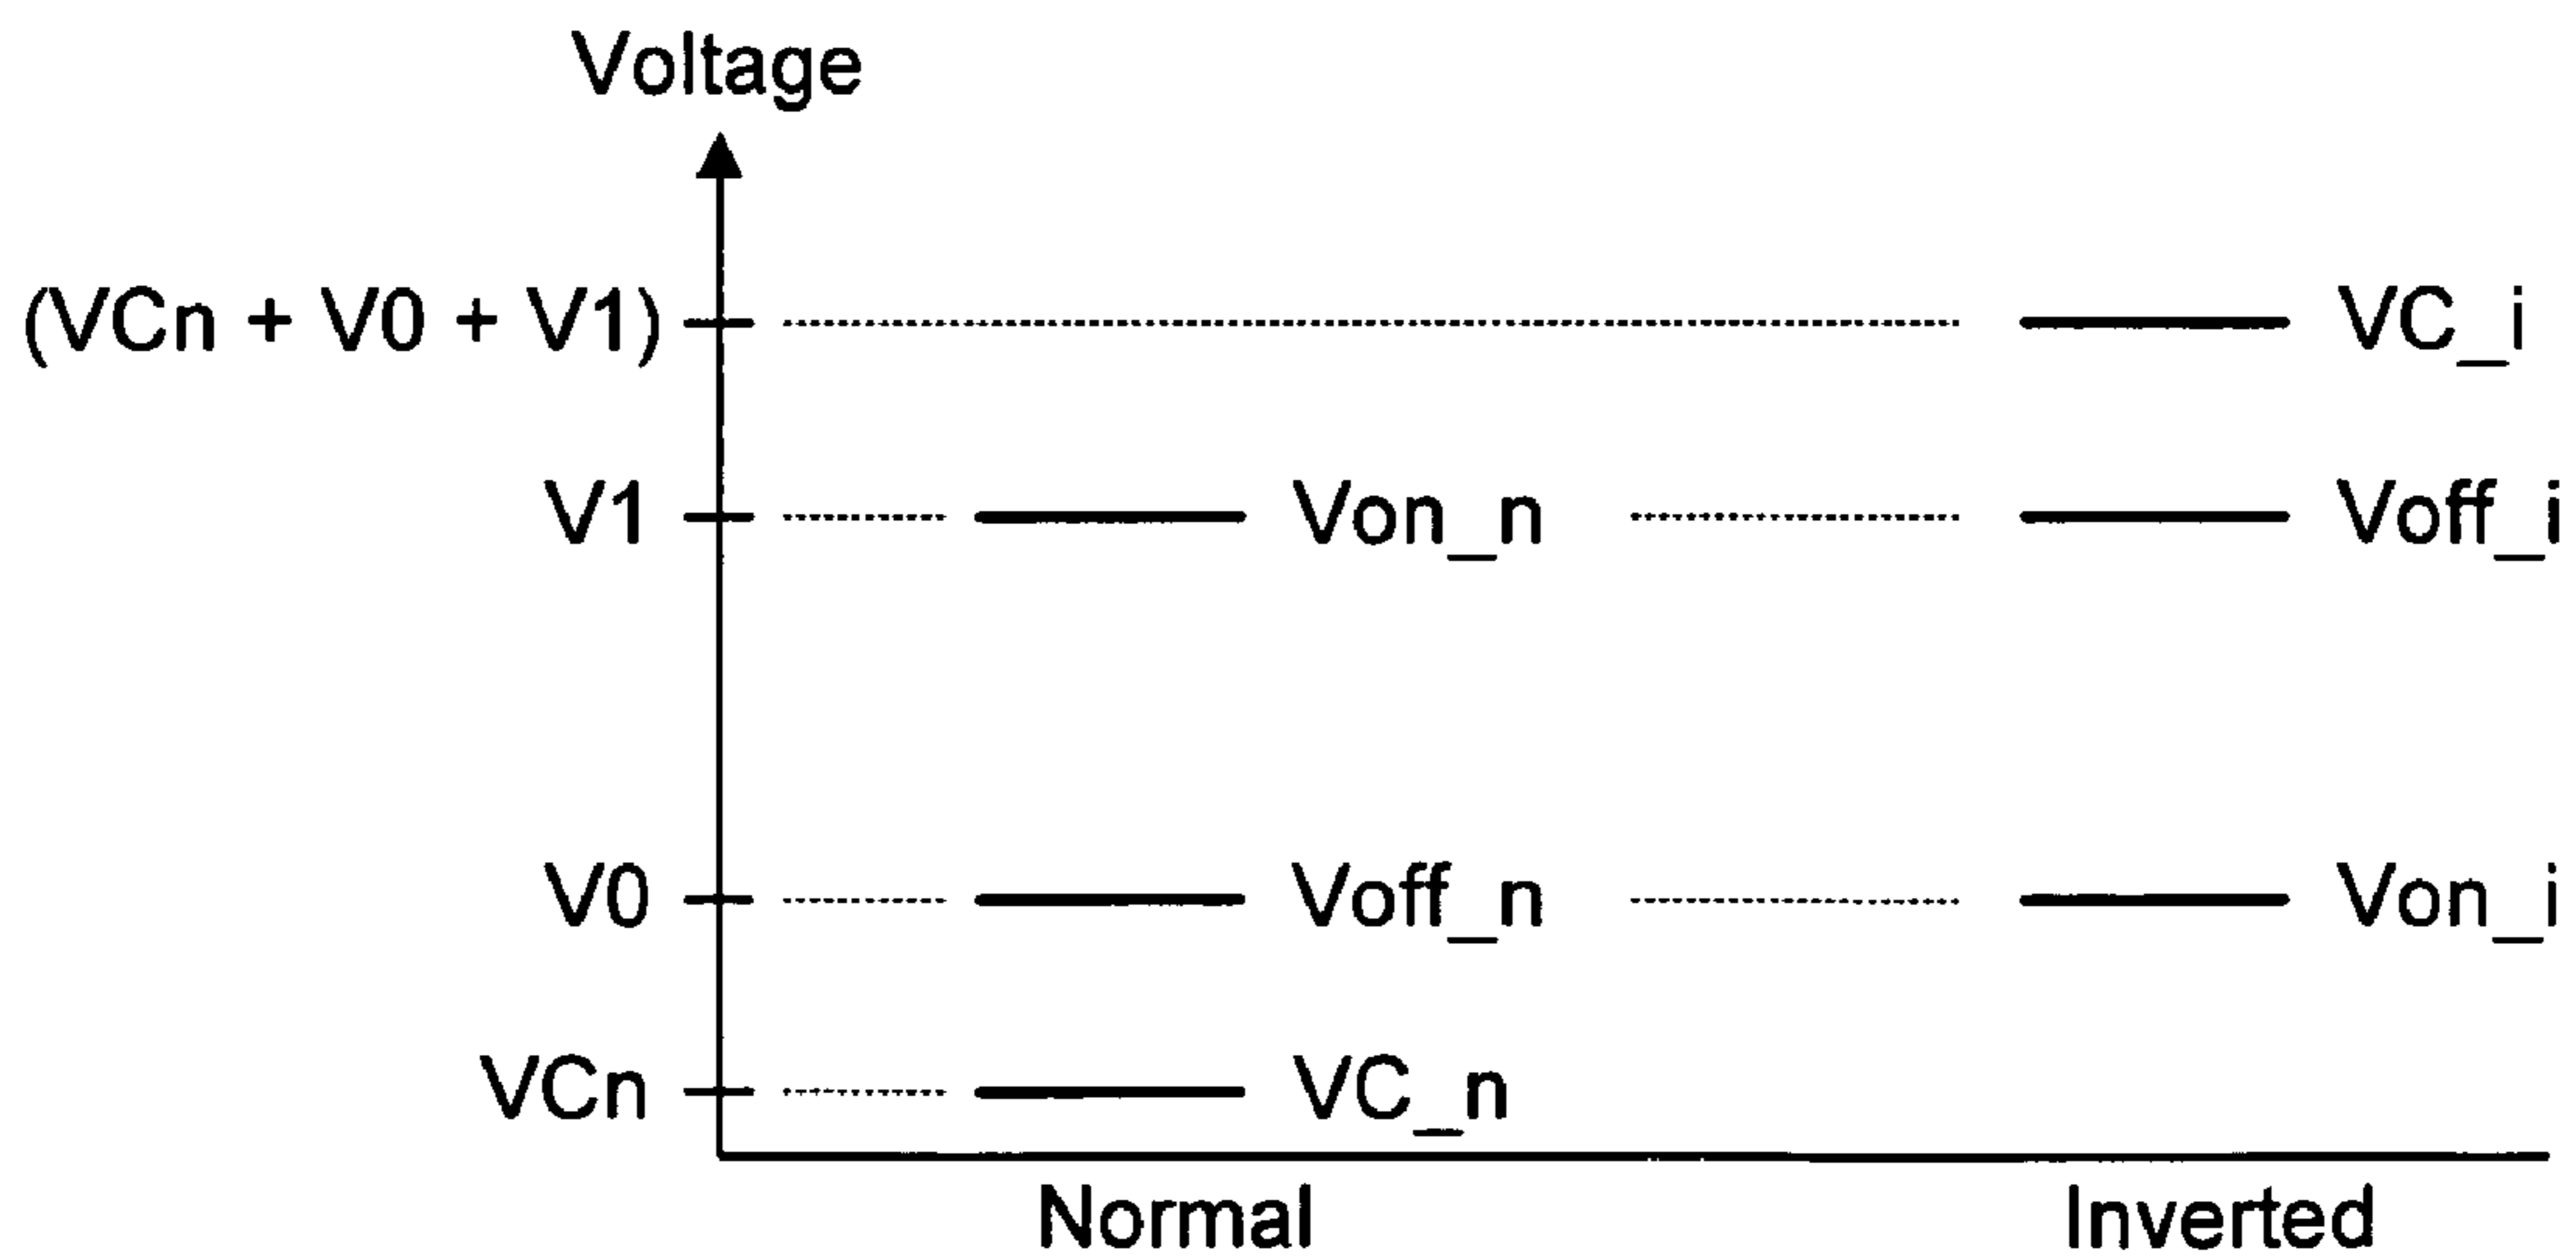 Voltage
(VCn + V0 + V1) VC_i
V1 Von_n Voff_i
V0 Voff_n Von_i
VCn VC_n
Normal Inverted